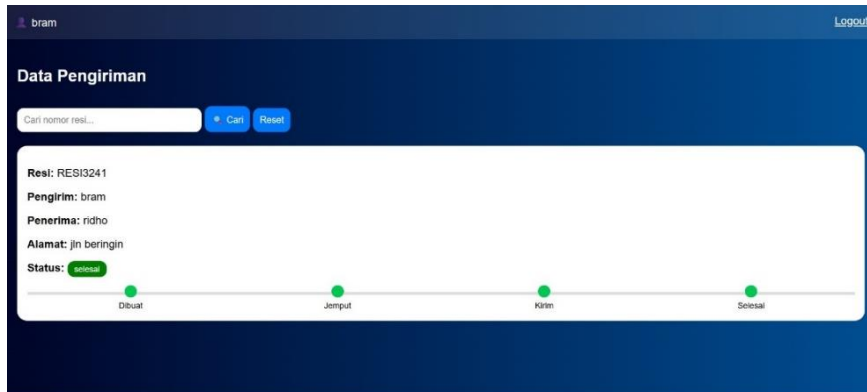 bram Logout
Data Pengiriman
Cari nomor resi... Cari Reset
Resi: RESI3241
Pengirim: bram
Penerima: ridho
Alamat: jln beringin
Status: selesai
Dibuat Jemput Kirim Selesai